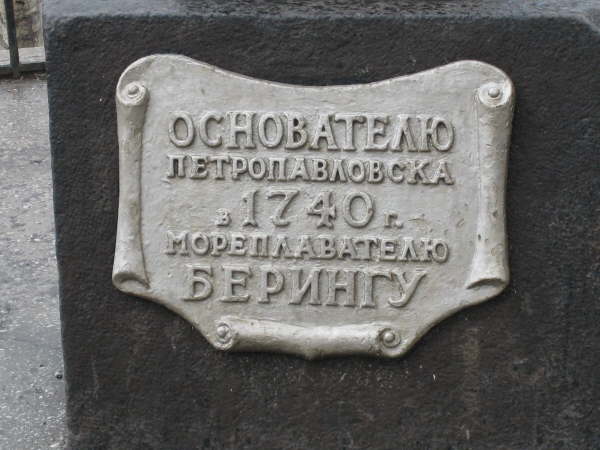 ОСНОВАТЕЛЮ
ПЕТРОПАВЛОВСКА
В 1740 Г.
МОРЕПЛАВАТЕЛЮ
БЕРИНГУ